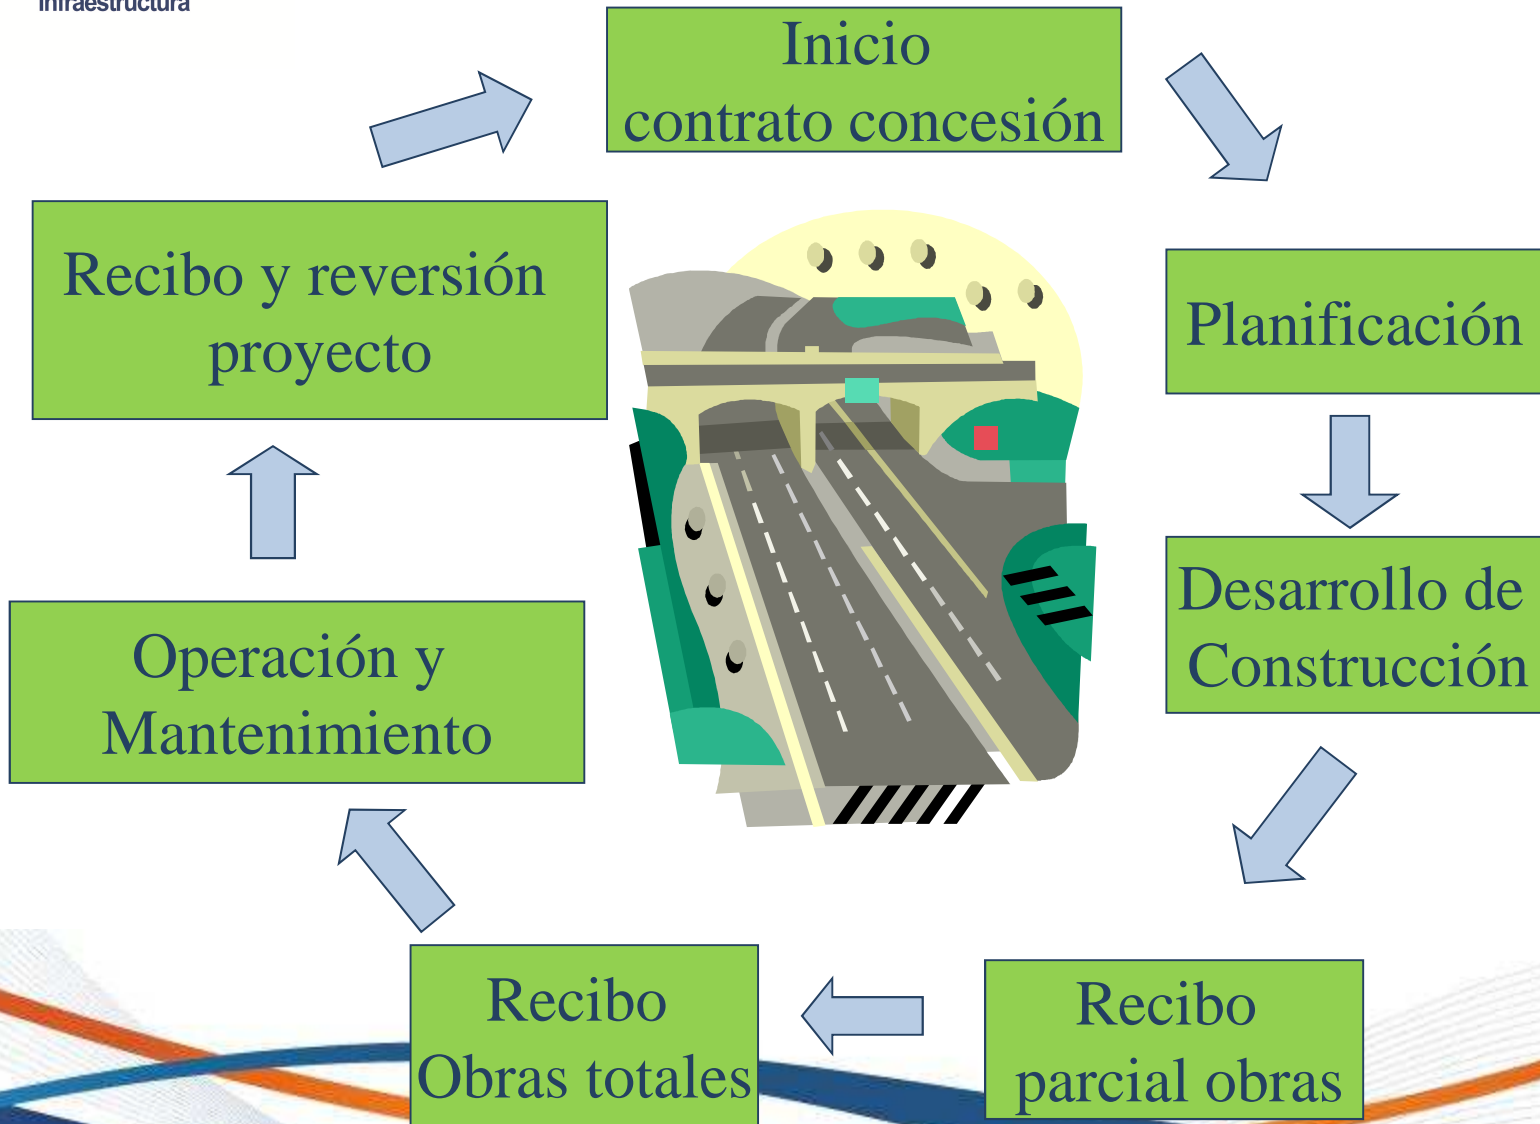 Infraestructura
Inicio
contrato concesión
Planificación
Desarrollo de
Construcción
Recibo
parcial obras
Recibo
Obras totales
Operación y
Mantenimiento
Recibo y reversión
proyecto